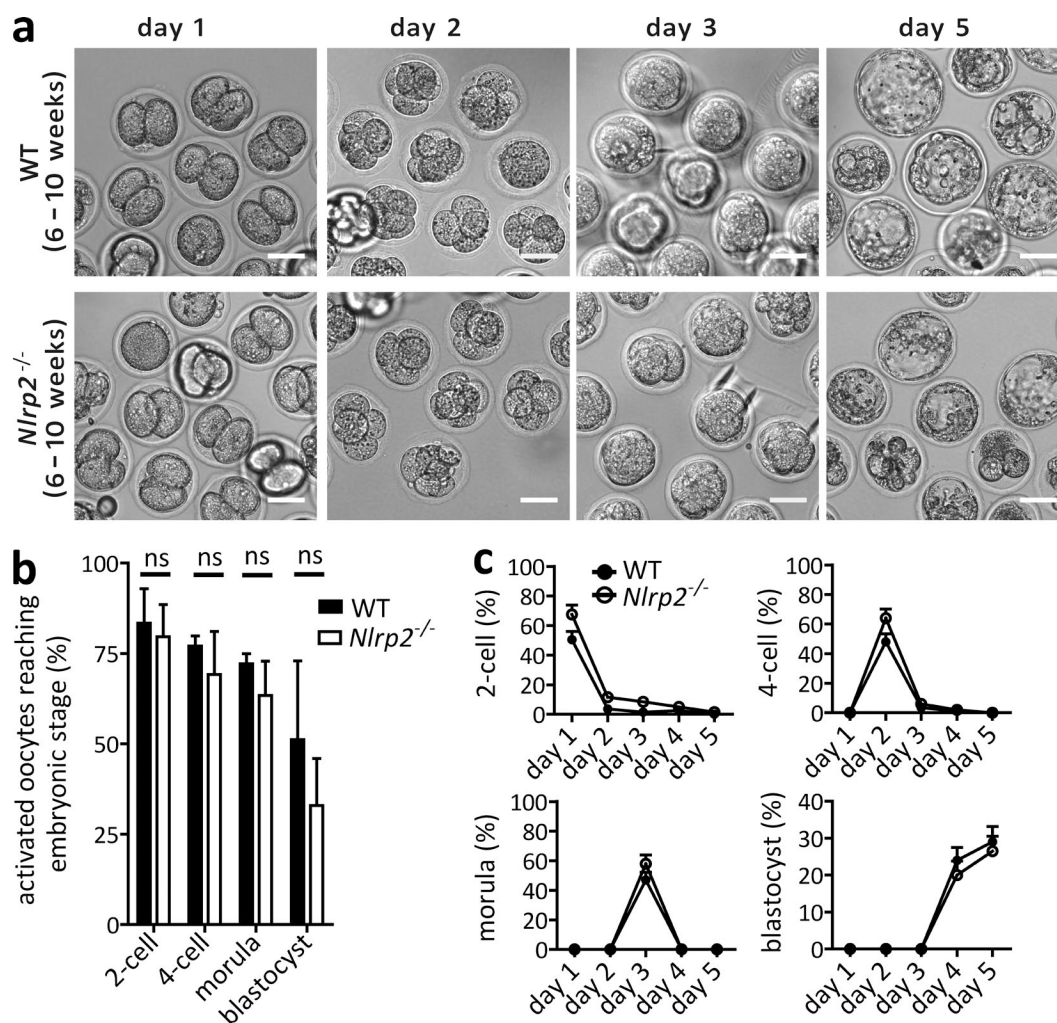 a
day 1 day 2 day 3 day 5
WT
(6–10 weeks)
Nlrp2-/-
(6–10 weeks)
b
ns ns ns ns
100
75
50
25
0
activated oocytes reaching
embryonic stage (%)
WT
Nlrp2-/-
2-cell
4-cell
morula
blastocyst
c
WT
Nlrp2-/-
2-cell (%)
100
80
60
40
20
0
day 1
day 2
day 3
day 4
day 5
4-cell (%)
100
80
60
40
20
0
day 1
day 2
day 3
day 4
day 5
morula (%)
100
80
60
40
20
0
day 1
day 2
day 3
day 4
day 5
blastocyst (%)
40
30
20
10
0
day 1
day 2
day 3
day 4
day 5